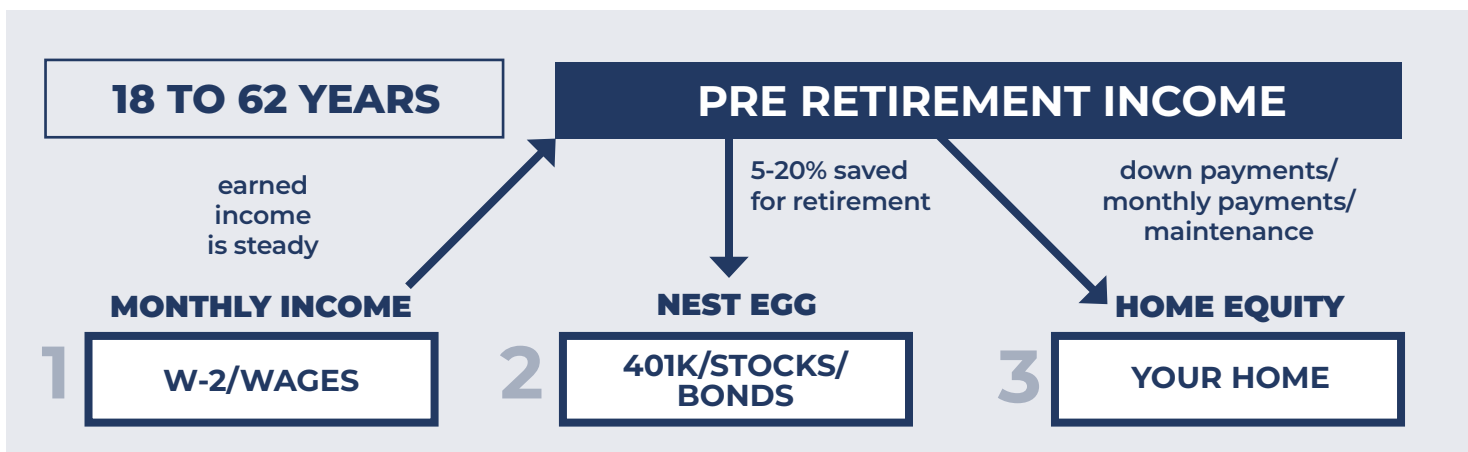 18 TO 62 YEARS
PRE RETIREMENT INCOME
earned
income
is steady
5-20% saved
for retirement
down payments/
monthly payments/
maintenance
MONTHLY INCOME
NEST EGG
HOME EQUITY
1
W-2/WAGES
2
401K/STOCKS/
BONDS
3
YOUR HOME